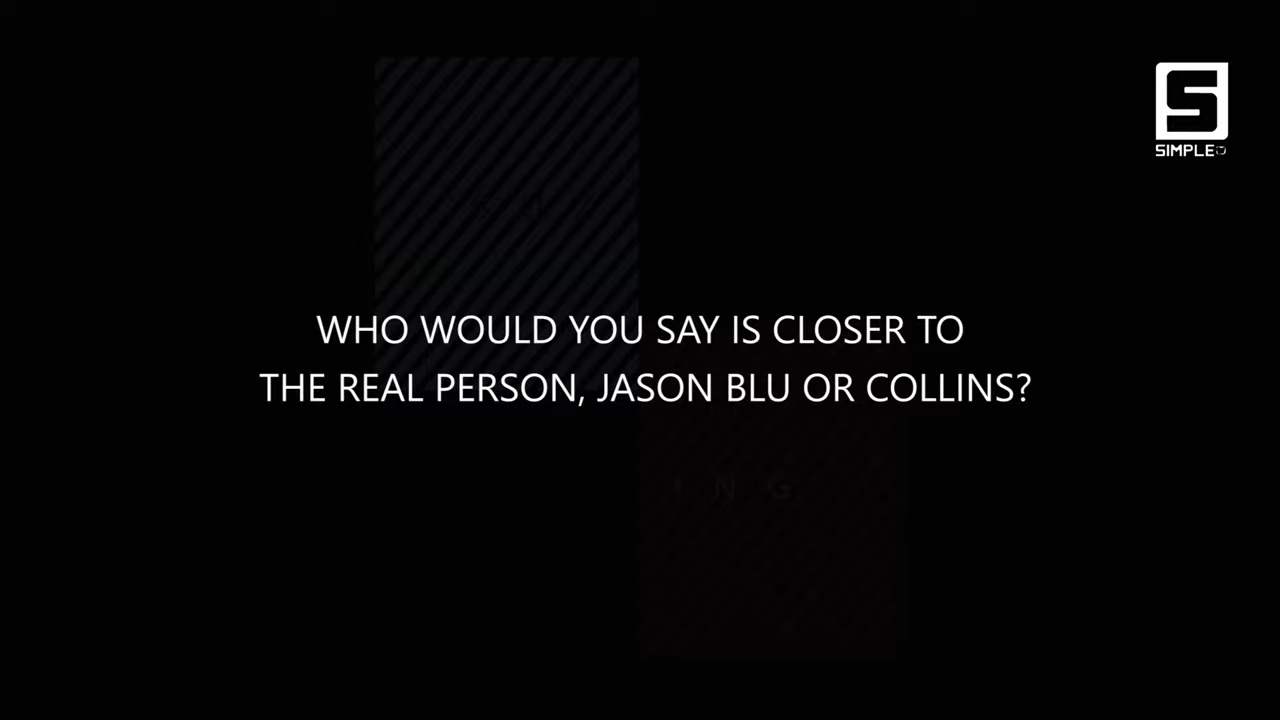 SIMPLE
WHO WOULD YOU SAY IS CLOSER TO
THE REAL PERSON, JASON BLU OR COLLINS?
I N G